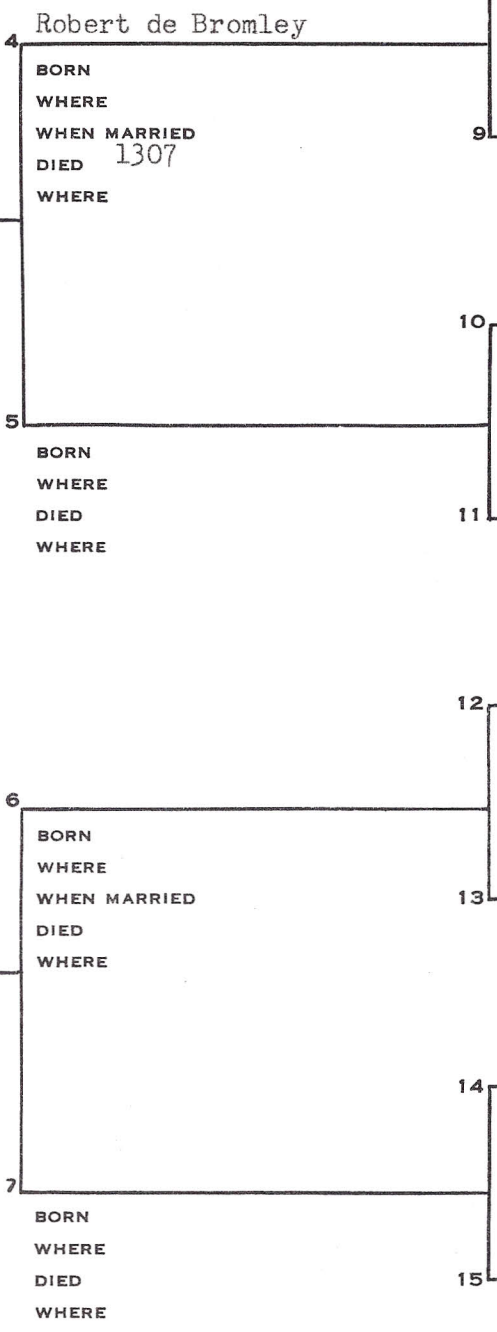 Robert de Bromley
4
BORN
WHERE
WHEN MARRIED
9
DIED 1307
WHERE
10
5
BORN
WHERE
DIED
11
WHERE
12
6
BORN
WHERE
WHEN MARRIED
13
DIED
WHERE
14
7
BORN
WHERE
DIED
15
WHERE